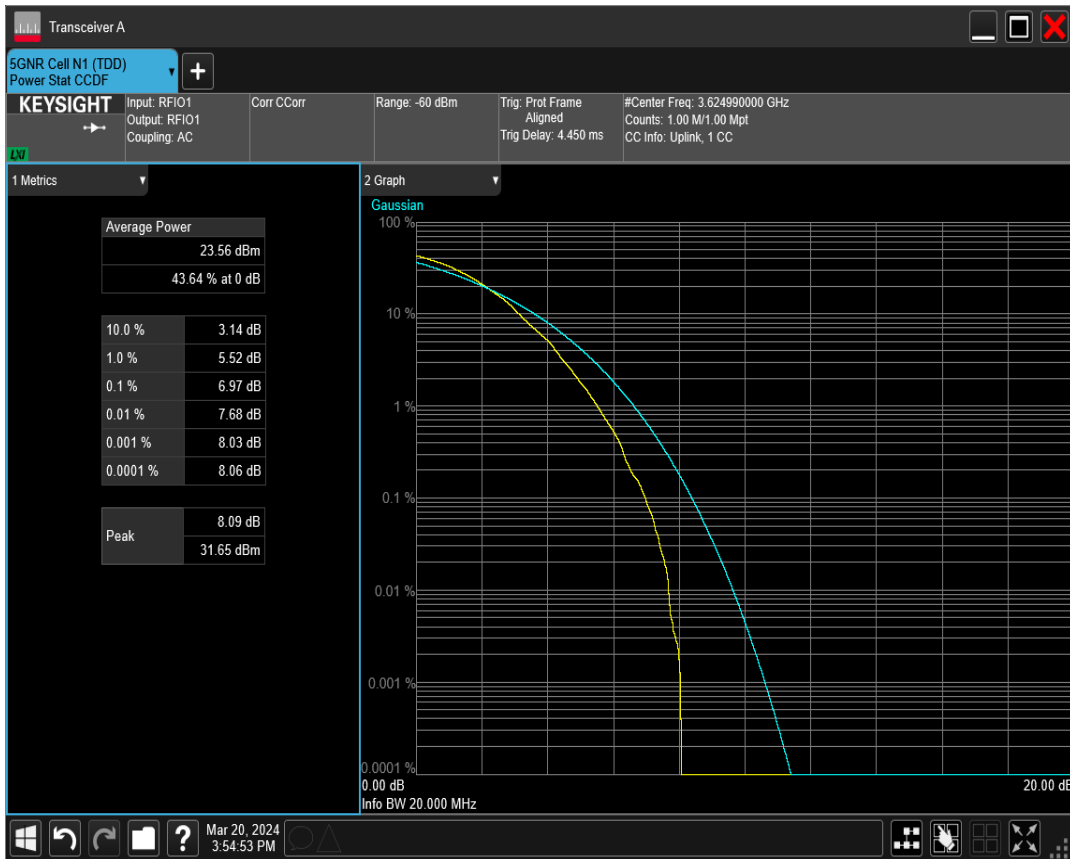 Transceiver A
5GNR Cell N1 (TDD)
Power Stat CCDF
+
KEYSIGHT
LXI
Input: RFIO1
Output: RFIO1
Coupling: AC
Corr CCorr
Range: -60 dBm
Trig: Prot Frame
Aligned
Trig Delay: 4.450 ms
#Center Freq: 3.624990000 GHz
Counts: 1.00 M/1.00 Mpt
CC Info: Uplink, 1 CC
1 Metrics
Average Power
23.56 dBm
43.64 % at 0 dB
10.0 % 3.14 dB
1.0 % 5.52 dB
0.1 % 6.97 dB
0.01 % 7.68 dB
0.001 % 8.03 dB
0.0001 % 8.06 dB
Peak
8.09 dB
31.65 dBm
2 Graph
Gaussian
100 %
10 %
1 %
0.1 %
0.01 %
0.001 %
0.0001 %
0.00 dB 20.00 dB
Info BW 20.000 MHz
?
Mar 20, 2024
3:54:53 PM